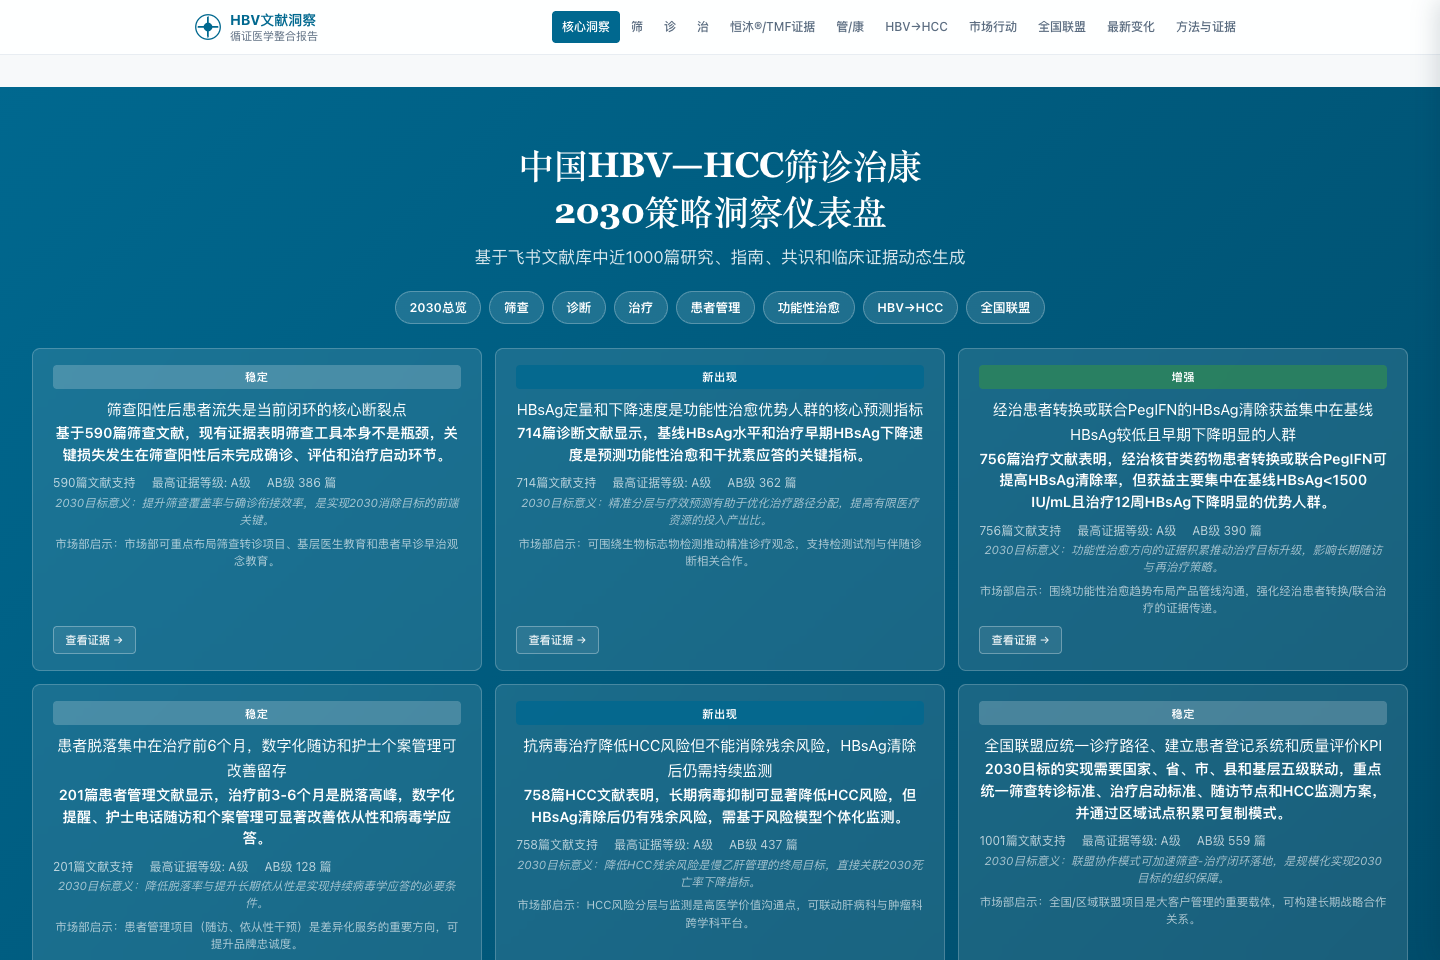 HBV文献洞察
循证医学整合报告
核心洞察 筛 诊 治 恒沐®/TMF证据 管/康 HBV→HCC 市场行动 全国联盟 最新变化 方法与证据
中国HBV—HCC筛诊治康
2030策略洞察仪表盘
基于飞书文献库中近1000篇研究、指南、共识和临床证据动态生成
2030总览 筛查 诊断 治疗 患者管理 功能性治愈 HBV→HCC 全国联盟
稳定
筛查阳性后患者流失是当前闭环的核心断裂点
基于590篇筛查文献，现有证据表明筛查工具本身不是瓶颈，关
键损失发生在筛查阳性后未完成确诊、评估和治疗启动环节。
590篇文献支持 最高证据等级: A级 AB级 386 篇
2030目标意义：提升筛查覆盖率与确诊衔接效率，是实现2030消除目标的前端
关键。
市场部启示：市场部可重点布局筛查转诊项目、基层医生教育和患者早诊早治观
念教育。
查看证据 →
新出现
HBsAg定量和下降速度是功能性治愈优势人群的核心预测指标
714篇诊断文献显示，基线HBsAg水平和治疗早期HBsAg下降速
度是预测功能性治愈和干扰素应答的关键指标。
714篇文献支持 最高证据等级: A级 AB级 362 篇
2030目标意义：精准分层与疗效预测有助于优化治疗路径分配，提高有限医疗
资源的投入产出比。
市场部启示：可围绕生物标志物检测推动精准诊疗观念，支持检测试剂与伴随诊
断相关合作。
查看证据 →
增强
经治患者转换或联合PegIFN的HBsAg清除获益集中在基线
HBsAg较低且早期下降明显的人群
756篇治疗文献表明，经治核苷类药物患者转换或联合PegIFN可
提高HBsAg清除率，但获益主要集中在基线HBsAg<1500
IU/mL且治疗12周HBsAg下降明显的优势人群。
756篇文献支持 最高证据等级: A级 AB级 390 篇
2030目标意义：功能性治愈方向的证据积累推动治疗目标升级，影响长期随访
与再治疗策略。
市场部启示：围绕功能性治愈趋势布局产品管线沟通，强化经治患者转换/联合治
疗的证据传递。
查看证据 →
稳定
患者脱落集中在治疗前6个月，数字化随访和护士个案管理可
改善留存
201篇患者管理文献显示，治疗前3-6个月是脱落高峰，数字化
提醒、护士电话随访和个案管理可显著改善依从性和病毒学应
答。
201篇文献支持 最高证据等级: A级 AB级 128 篇
2030目标意义：降低脱落率与提升长期依从性是实现持续病毒学应答的必要条
件。
市场部启示：患者管理项目（随访、依从性干预）是差异化服务的重要方向，可
提升品牌忠诚度。
新出现
抗病毒治疗降低HCC风险但不能消除残余风险，HBsAg清除
后仍需持续监测
758篇HCC文献表明，长期病毒抑制可显著降低HCC风险，但
HBsAg清除后仍有残余风险，需基于风险模型个体化监测。
758篇文献支持 最高证据等级: A级 AB级 437 篇
2030目标意义：降低HCC残余风险是慢乙肝管理的终局目标，直接关联2030死
亡率下降指标。
市场部启示：HCC风险分层与监测是高医学价值沟通点，可联动肝病科与肿瘤科
跨学科平台。
稳定
全国联盟应统一诊疗路径、建立患者登记系统和质量评价KPI
2030目标的实现需要国家、省、市、县和基层五级联动，重点
统一筛查转诊标准、治疗启动标准、随访节点和HCC监测方案，
并通过区域试点积累可复制模式。
1001篇文献支持 最高证据等级: A级 AB级 559 篇
2030目标意义：联盟协作模式可加速筛查-治疗闭环落地，是规模化实现2030
目标的组织保障。
市场部启示：全国/区域联盟项目是大客户管理的重要载体，可构建长期战略合作
关系。